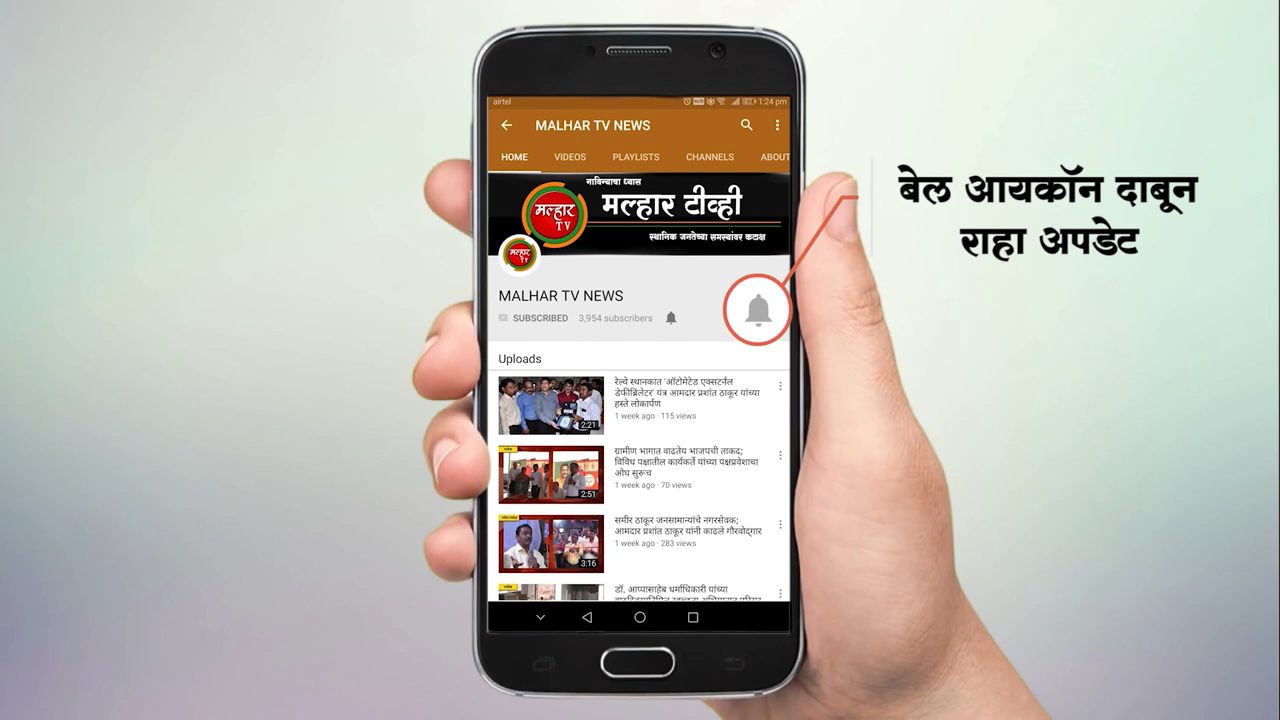 airtel 1:24 pm
MALHAR TV NEWS
HOME VIDEOS PLAYLISTS CHANNELS ABOUT
नाविन्याचा ध्यास
मल्हार टीव्ही
मल्हार
TV
स्थानिक जनतेच्या समस्यांवर कटाक्ष
मल्हार
TV
MALHAR TV NEWS
SUBSCRIBED 3,954 subscribers
बेल आयकॉन दाबून
राहा अपडेट
Uploads
रेल्वे स्थानकात 'ऑटोमेटेड एक्सटर्नल
डेफीब्रिलेटर' यंत्र आमदार प्रशांत ठाकूर यांच्या
हस्ते लोकार्पण
1 week ago · 115 views
2:21
ग्रामीण भागात वाढतेय भाजपची ताकद;
विविध पक्षातील कार्यकर्ते यांच्या पक्षप्रवेशाचा
ओघ सुरूच
1 week ago · 70 views
2:51
समीर ठाकूर जनसामान्यांचे नगरसेवक;
आमदार प्रशांत ठाकूर यांनी काढले गौरवोद्गार
1 week ago · 283 views
3:16
डॉ. आप्पासाहेब धर्माधिकारी यांच्या